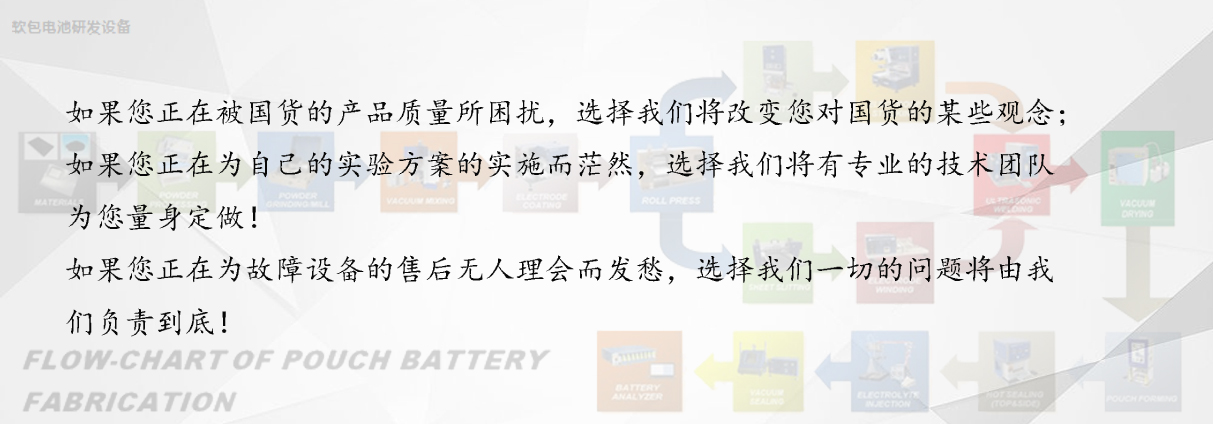 软包电池研发设备
如果您正在被国货的产品质量所困扰，选择我们将改变您对国货的某些观念；
如果您正在为自己的实验方案的实施而茫然，选择我们将有专业的技术团队
为您量身定做！
如果您正在为故障设备的售后无人理会而发愁，选择我们一切的问题将由我
们负责到底！
MATERIALS
POWDER
GRINDING/MILL
VACUUM MIXING
ELECTRODE
COATING
ROLL PRESS
ULTRASONIC
WELDING
VACUUM
DRYING
SHEET SLITTING
WINDING
FLOW-CHART OF POUCH BATTERY
FABRICATION
BATTERY
ANALYZER
VACUUM
SEALING
ELECTROLYTE
INJECTION
HOT SEALING
(TOP&SIDE)
POUCH FORMING